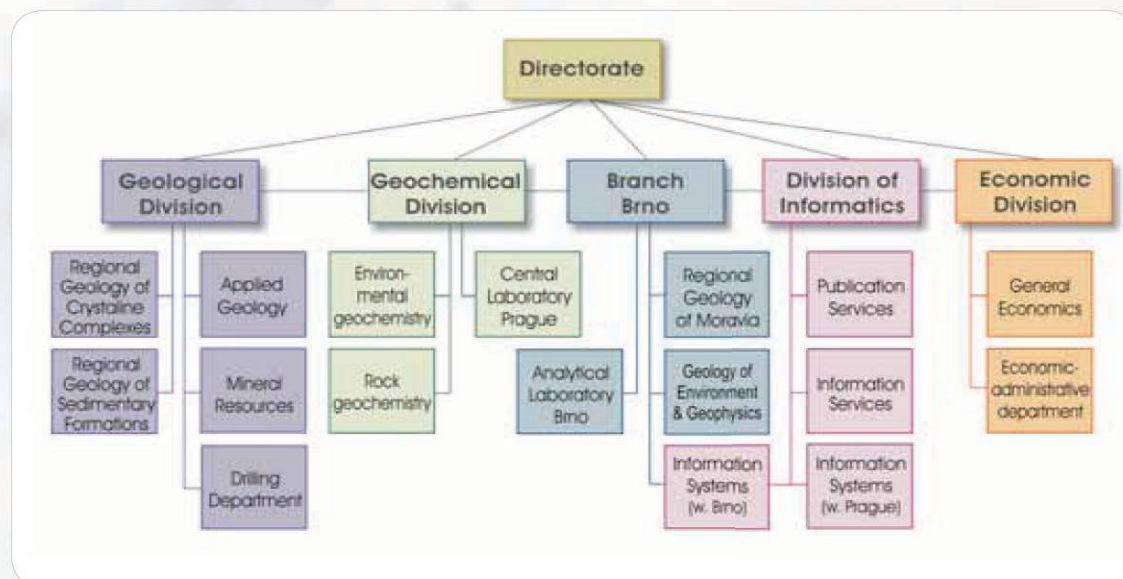 Directorate
Geological
Division
Geochemical
Division
Branch
Brno
Division of
Informatics
Economic
Division
Regional
Geology of
Crystaline
Complexes
Applied
Geology
Environ-
mental
geochemistry
Central
Laboratory
Prague
Regional
Geology
of Moravia
Publication
Services
General
Economics
Regional
Geology of
Sedimentary
Formations
Mineral
Resources
Rock
geochemistry
Analytical
Laboratory
Brno
Geology of
Environment
& Geophysics
Information
Services
Economic-
administrative
department
Drilling
Department
Information
Systems
(w. Brno)
Information
Systems
(w. Prague)